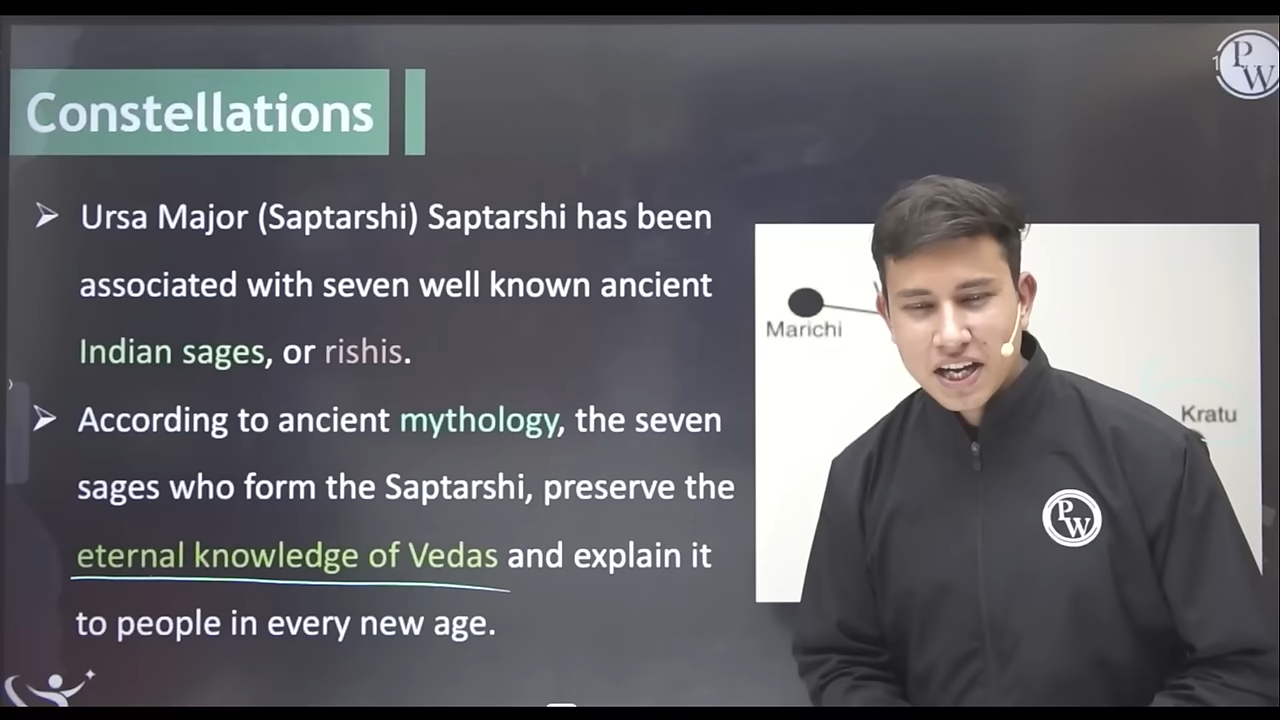 Constellations
➢ Ursa Major (Saptarshi) Saptarshi has been
associated with seven well known ancient
Indian sages, or rishis.
➢ According to ancient mythology, the seven
sages who form the Saptarshi, preserve the
eternal knowledge of Vedas and explain it
to people in every new age.
Marichi
Kratu
PW
PW